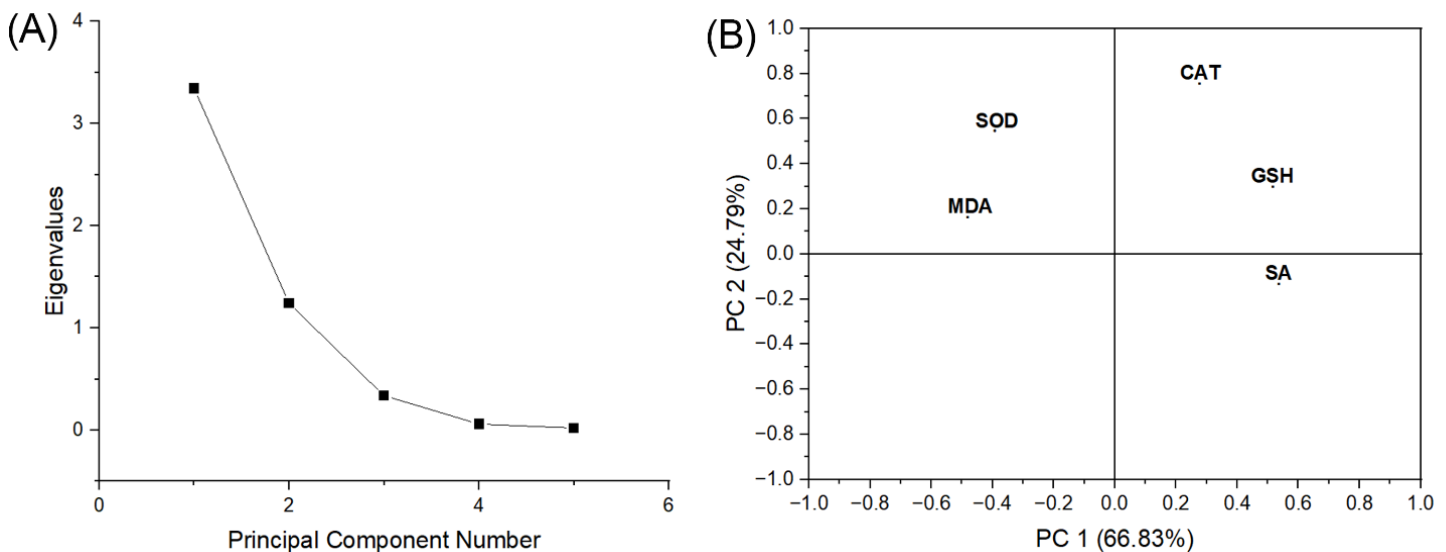 (A)
4
3
2
1
0
Eigenvalues
0 2 4 6
Principal Component Number
(B)
1.0
0.8
0.6
0.4
0.2
0.0
−0.2
−0.4
−0.6
−0.8
−1.0
PC 2 (24.79%)
CAT
SOD
GSH
MDA
SA
−1.0 −0.8 −0.6 −0.4 −0.2 0.0 0.2 0.4 0.6 0.8 1.0
PC 1 (66.83%)